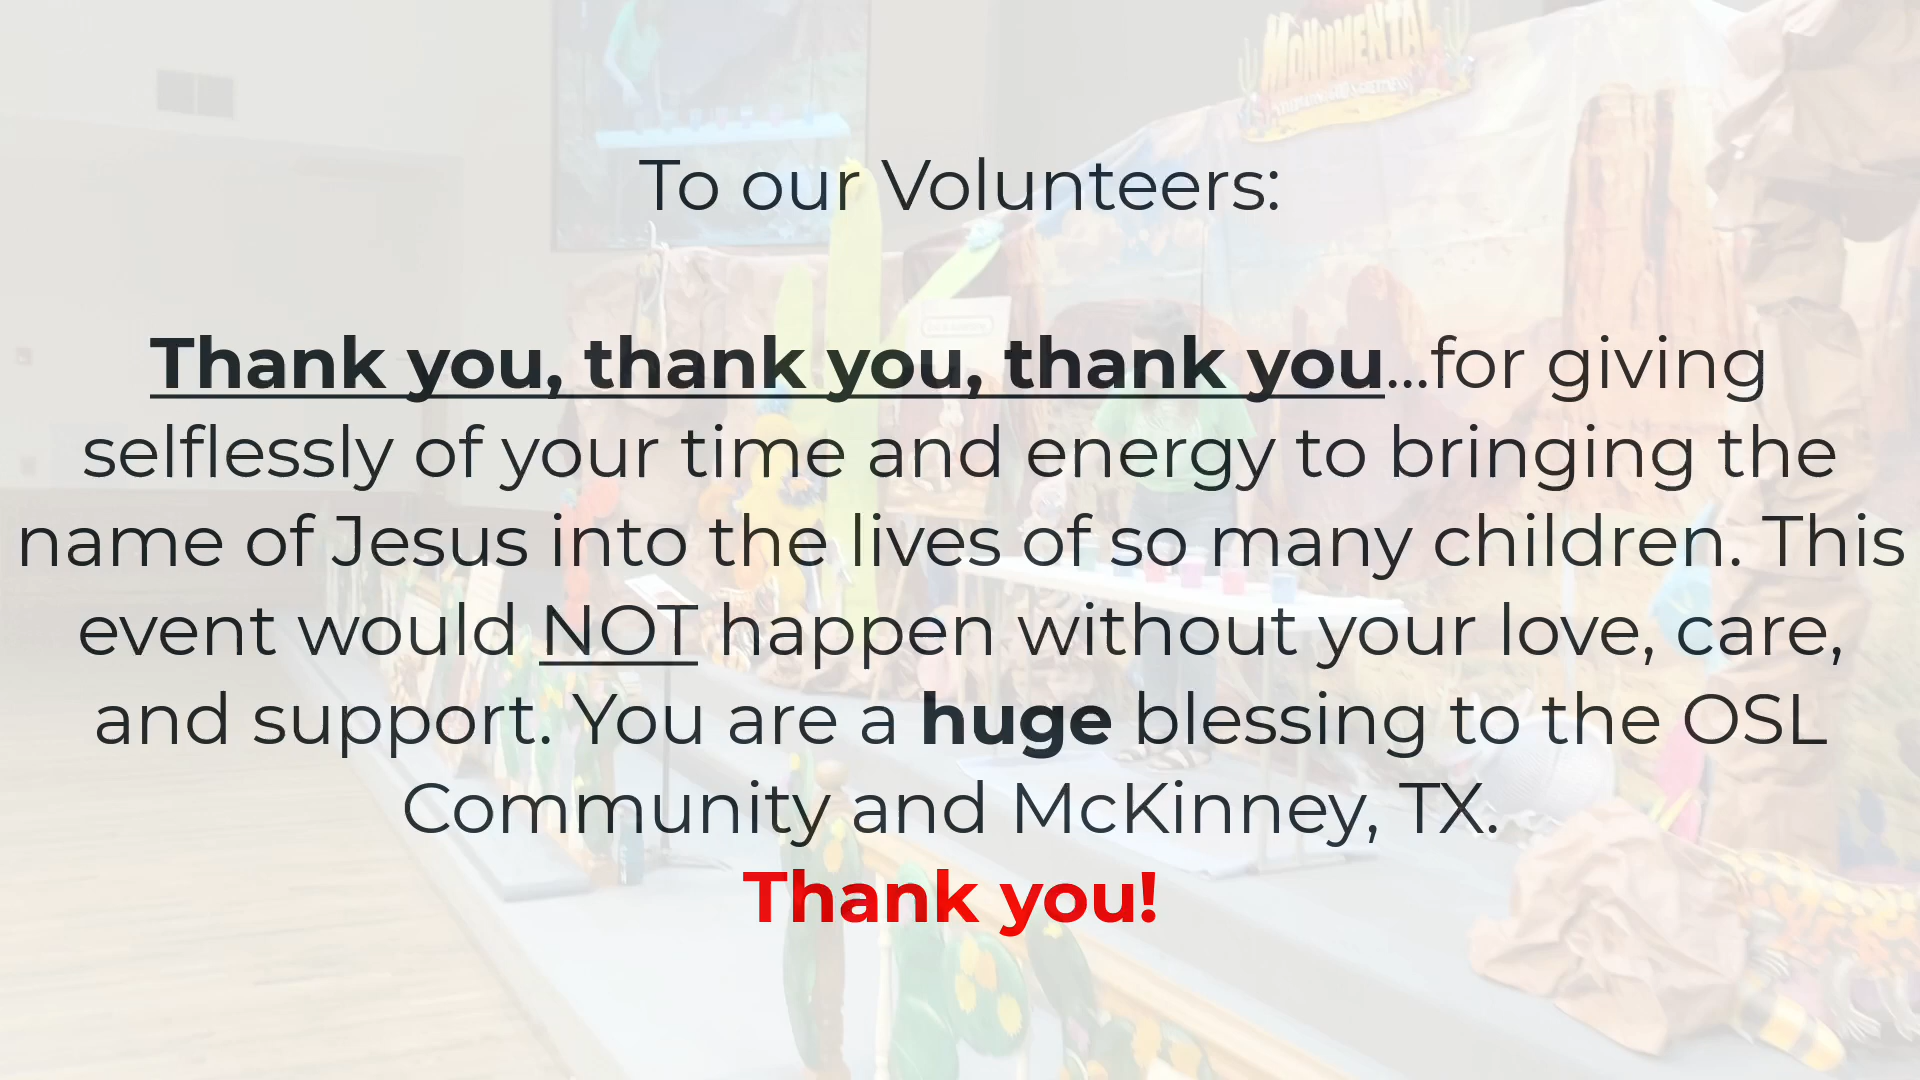 MONUMENTAL
To our Volunteers:
Thank you, thank you, thank you...for giving
selflessly of your time and energy to bringing the
name of Jesus into the lives of so many children. This
event would NOT happen without your love, care,
and support. You are a huge blessing to the OSL
Community and McKinney, TX.
Thank you!